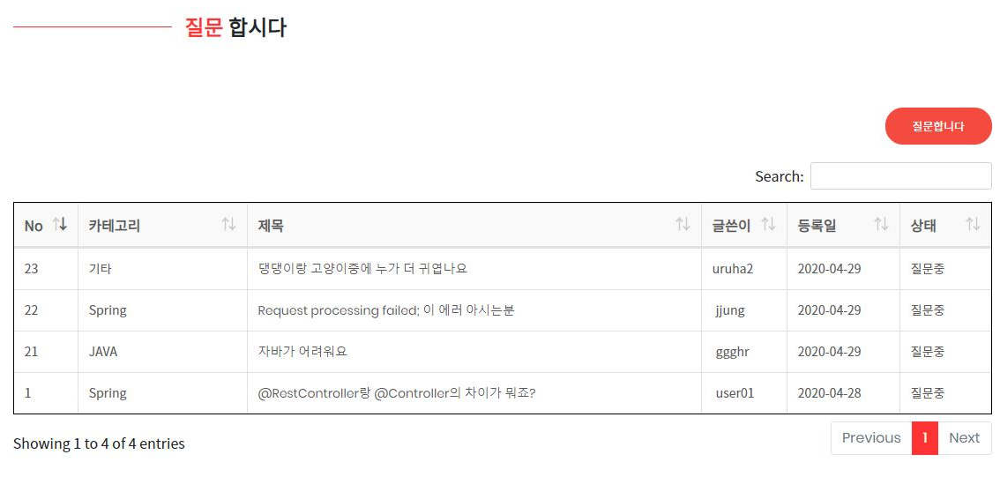 질문 합시다
질문합니다
Search:
No 카테고리 제목 글쓴이 등록일 상태
23 기타 댕댕이랑 고양이중에 누가 더 귀엽나요 uruha2 2020-04-29 질문중
22 Spring Request processing failed; 이 에러 아시는분 jjung 2020-04-29 질문중
21 JAVA 자바가 어려워요 ggghr 2020-04-29 질문중
1 Spring @RestController랑 @Controller의 차이가 뭐죠? user01 2020-04-28 질문중
Showing 1 to 4 of 4 entries
Previous 1 Next